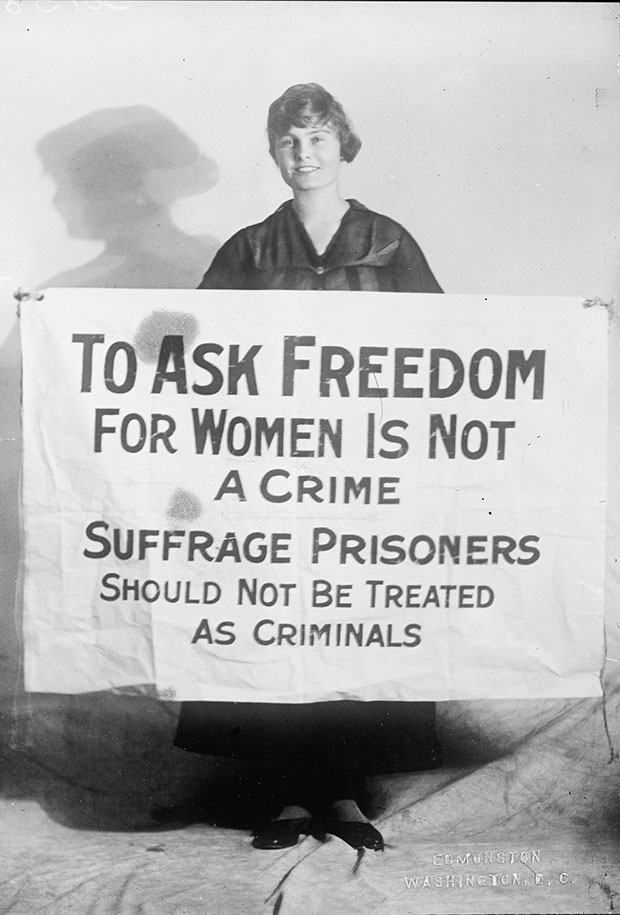 TO ASK FREEDOM
FOR WOMEN IS NOT
A CRIME
SUFFRAGE PRISONERS
SHOULD NOT BE TREATED
AS CRIMINALS
EDMONSTON
WASHINGTON, D. C.